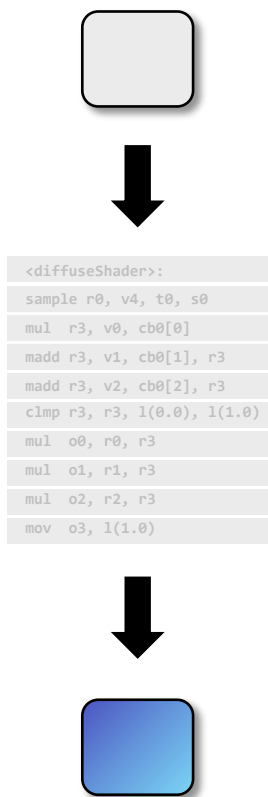 <diffuseShader>:
sample r0, v4, t0, s0
mul  r3, v0, cb0[0]
madd r3, v1, cb0[1], r3
madd r3, v2, cb0[2], r3
clmp r3, r3, l(0.0), l(1.0)
mul  o0, r0, r3
mul  o1, r1, r3
mul  o2, r2, r3
mov  o3, l(1.0)